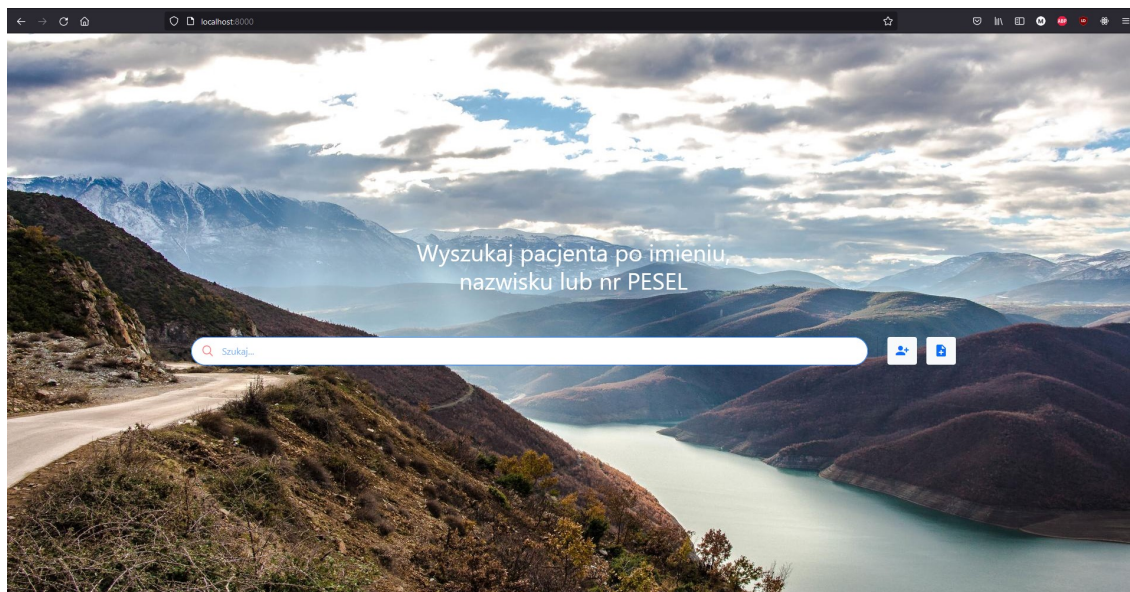 localhost:8000
Wyszukaj pacjenta po imieniu,
nazwisku lub nr PESEL
Szukaj...